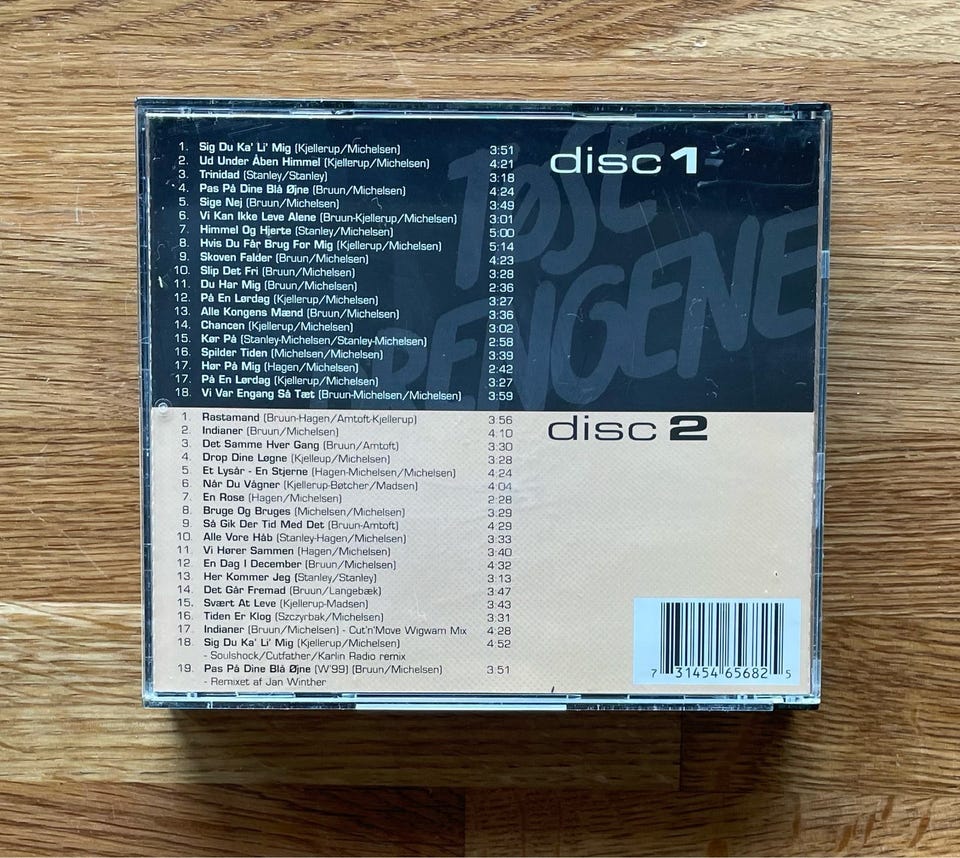 TØSE
DRENGENE
disc 1
1. Sig Du Ka' Li' Mig (Kjellerup/Michelsen) 3:51
2. Ud Under Åben Himmel (Kjellerup/Michelsen) 4:21
3. Trinidad (Stanley/Stanley) 3:18
4. Pas På Dine Blå Øjne (Bruun/Michelsen) 4:24
5. Sige Nej (Bruun/Michelsen) 3:49
6. Vi Kan Ikke Leve Alene (Bruun-Kjellerup/Michelsen) 3:01
7. Himmel Og Hjerte (Stanley/Michelsen) 5:00
8. Hvis Du Får Brug For Mig (Kjellerup/Michelsen) 5:14
9. Skoven Falder (Bruun/Michelsen) 4:23
10. Slip Det Fri (Bruun/Michelsen) 3:28
11. Du Har Mig (Bruun/Michelsen) 2:36
12. På En Lørdag (Kjellerup/Michelsen) 3:27
13. Alle Kongens Mænd (Bruun/Michelsen) 3:36
14. Chancen (Kjellerup/Michelsen) 3:02
15. Kør På (Stanley-Michelsen/Stanley-Michelsen) 2:58
16. Spilder Tiden (Michelsen/Michelsen) 3:39
17. Hør På Mig (Hagen/Michelsen) 2:42
17. På En Lørdag (Kjellerup/Michelsen) 3:27
18. Vi Var Engang Så Tæt (Bruun-Michelsen/Michelsen) 3:59
disc 2
1. Rastamand (Bruun-Hagen/Amtoft-Kjellerup) 3:56
2. Indianer (Bruun/Michelsen) 4:10
3. Det Samme Hver Gang (Bruun/Amtoft) 3:30
4. Drop Dine Løgne (Kjelleup/Michelsen) 3:28
5. Et Lysår - En Stjerne (Hagen-Michelsen/Michelsen) 4:24
6. Når Du Vågner (Kjellerup-Bøtcher/Madsen) 4:04
7. En Rose (Hagen/Michelsen) 2:28
8. Bruge Og Bruges (Michelsen/Michelsen) 3:29
9. Så Gik Der Tid Med Det (Bruun-Amtoft) 4:29
10. Alle Vore Håb (Stanley-Hagen/Michelsen) 3:33
11. Vi Hører Sammen (Hagen/Michelsen) 3:40
12. En Dag I December (Bruun/Michelsen) 4:32
13. Her Kommer Jeg (Stanley/Stanley) 3:13
14. Det Går Fremad (Bruun/Langebæk) 3:47
15. Svært At Leve (Kjellerup-Madsen) 3:43
16. Tiden Er Klog (Szczyrbak/Michelsen) 3:31
17. Indianer (Bruun/Michelsen) - Cut'n'Move Wigwam Mix 4:28
18. Sig Du Ka' Li' Mig (Kjellerup/Michelsen) 4:52
- Soulshock/Cutfather/Karlin Radio remix
19. Pas På Dine Blå Øjne (W'99) (Bruun/Michelsen) 3:51
- Remixet af Jan Winther
7 31454 65682 5